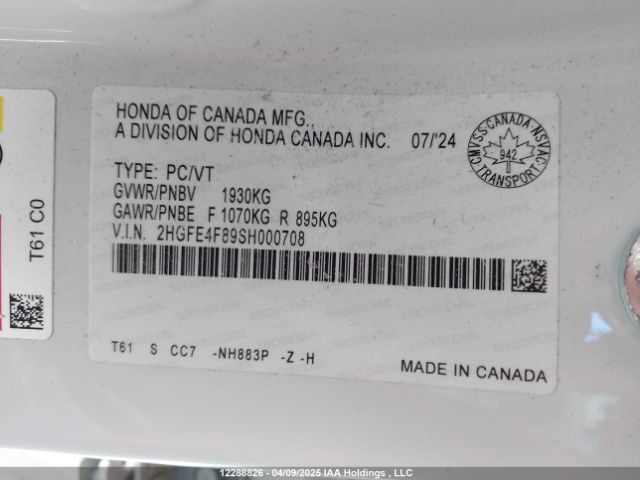 HONDA OF CANADA MFG.,
A DIVISION OF HONDA CANADA INC. 07/'24
CMVSS·CANADA·NSVAC
942
TRANSPORT
TYPE: PC/VT
GVWR/PNBV 1930KG
GAWR/PNBE F 1070KG R 895KG
V.I.N. 2HGFE4F89SH000708
T61 S CC7 -NH883P -Z -H
MADE IN CANADA
T61 C0
12288826 - 04/09/2025 IAA Holdings , LLC